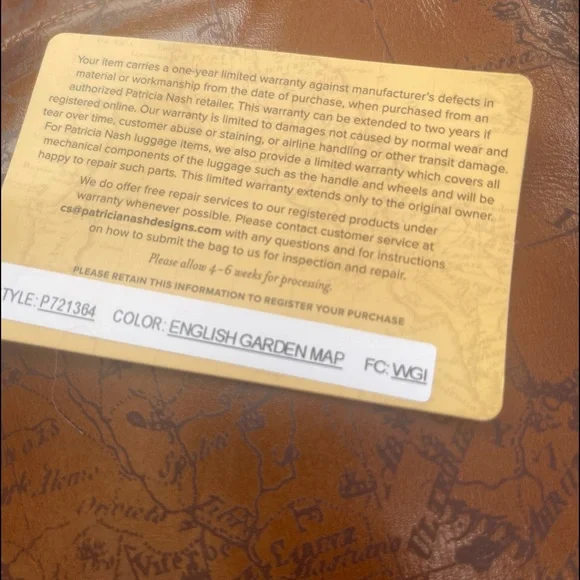 Your item carries a one-year limited warranty against manufacturer's defects in
material or workmanship from the date of purchase, when purchased from an
authorized Patricia Nash retailer. This warranty can be extended to two years if
registered online. Our warranty is limited to damages not caused by normal wear and
tear over time, customer abuse or staining, or airline handling or other transit damage.
For Patricia Nash luggage items, we also provide a limited warranty which covers all
mechanical components of the luggage such as the handle and wheels and will be
happy to repair such parts. This limited warranty extends only to the original owner.
We do offer free repair services to our registered products under
warranty whenever possible. Please contact customer service at
cs@patricianashdesigns.com with any questions and for instructions
on how to submit the bag to us for inspection and repair.
Please allow 4-6 weeks for processing.
PLEASE RETAIN THIS INFORMATION TO REGISTER YOUR PURCHASE
TYLE: P721364 COLOR: ENGLISH GARDEN MAP FC: WGI
Orvieto
Viterbo